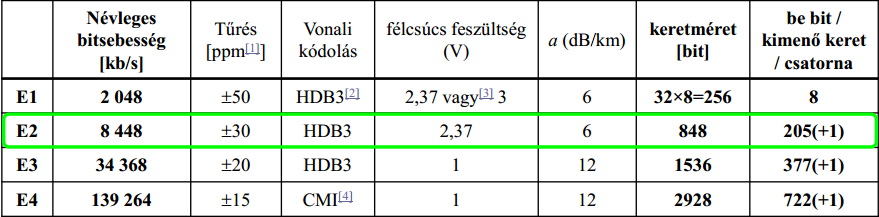 Névleges bitsebesség [kb/s] Tűrés [ppm[1]] Vonali kódolás félcsúcs feszültség (V) a (dB/km) keretméret [bit] be bit / kimenő keret / csatorna
E1 2 048 ±50 HDB3[2] 2,37 vagy[3] 3 6 32×8=256 8
E2 8 448 ±30 HDB3 2,37 6 848 205(+1)
E3 34 368 ±20 HDB3 1 12 1536 377(+1)
E4 139 264 ±15 CMI[4] 1 12 2928 722(+1)